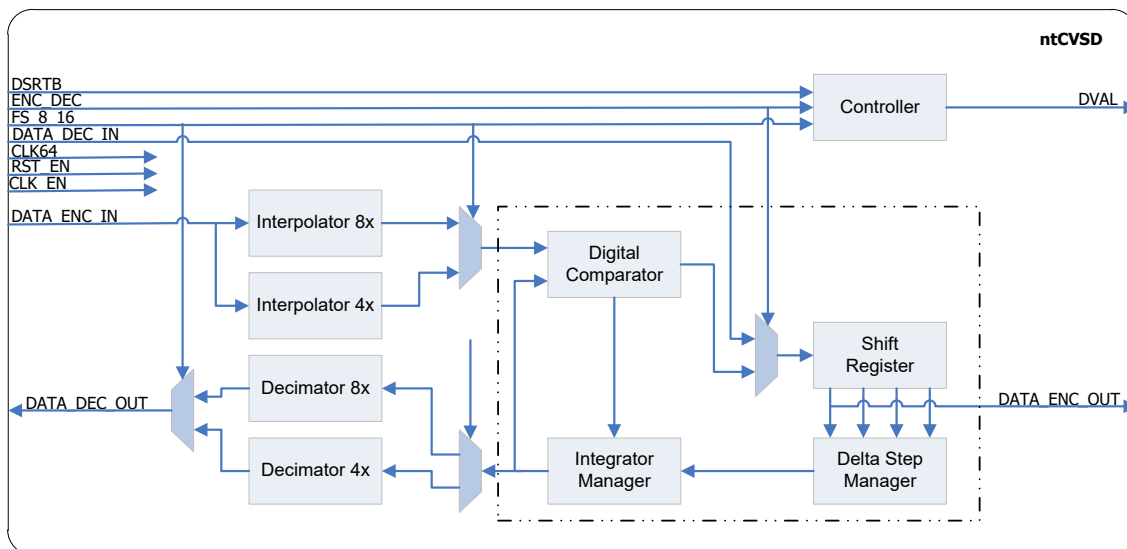 ntCVSD
DSRTB
ENC_DEC
FS_8_16
DATA_DEC_IN
CLK64
RST_EN
CLK_EN
DATA_ENC_IN
Controller
DVAL
Interpolator 8x
Interpolator 4x
Digital
Comparator
Shift
Register
Decimator 8x
Decimator 4x
DATA_DEC_OUT
DATA_ENC_OUT
Integrator
Manager
Delta Step
Manager